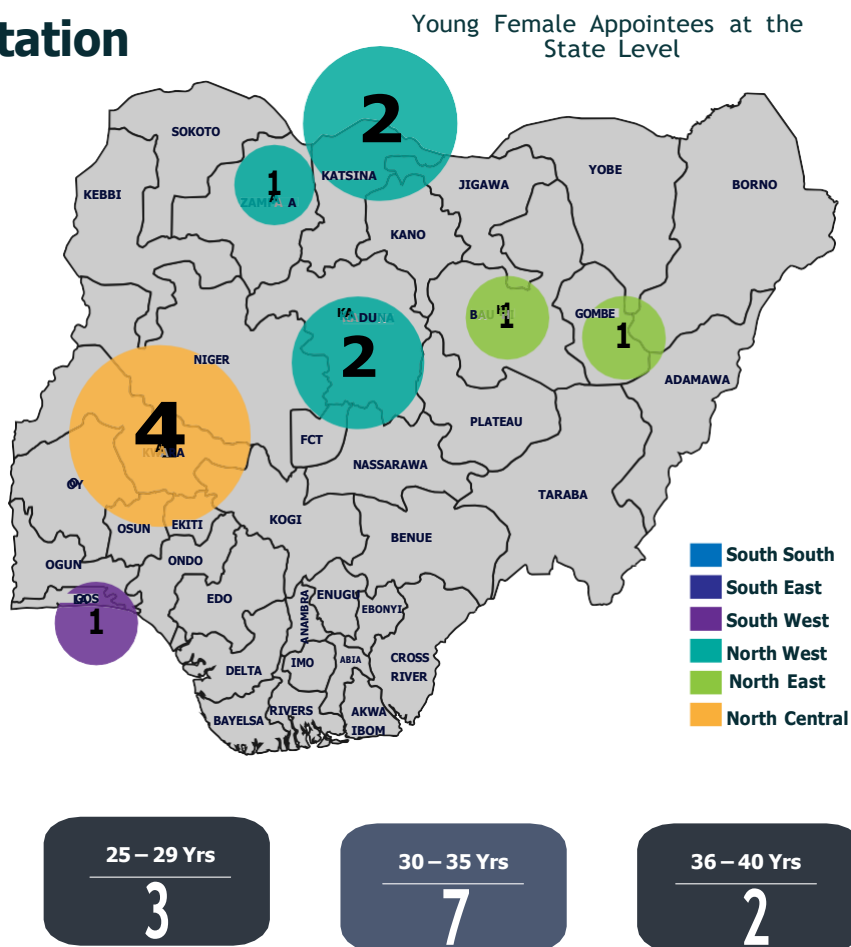 tation
Young Female Appointees at the
State Level
2
SOKOTO
1
KATSINA
YOBE
KEBBI
JIGAWA
BORNO
KANO
GOMBE
1
1
KADUNA
2
NIGER
ADAMAWA
4
FCT
PLATEAU
NASSARAWA
OY
TARABA
OSUN
EKITI
KOGI
BENUE
OGUN
ONDO
EDO
ANAMBRA
ENUGU
EBONYI
1
DELTA
IMO
ABIA
CROSS
RIVER
BAYELSA
RIVERS
AKWA
IBOM
South South
South East
South West
North West
North East
North Central
25 – 29 Yrs
3
30 – 35 Yrs
7
36 – 40 Yrs
2